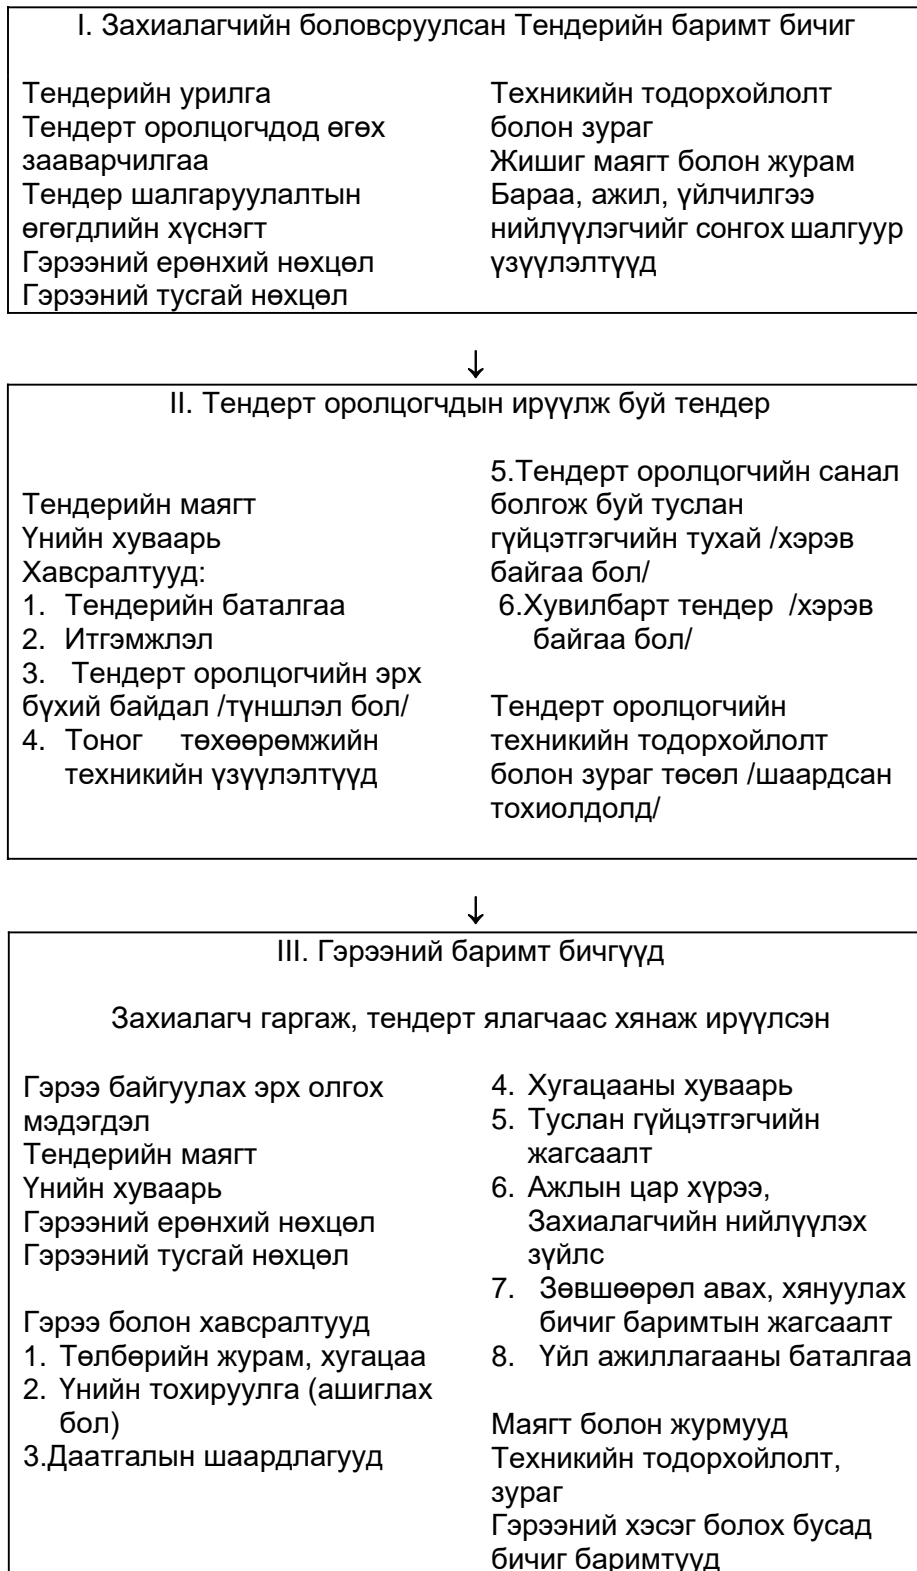 I. Захиалагчийн боловсруулсан Тендерийн баримт бичиг
Тендерийн урилга
Тендерт оролцогчдод өгөх
зааварчилгаа
Тендер шалгаруулалтын
өгөгдлийн хүснэгт
Гэрээний ерөнхий нөхцөл
Гэрээний тусгай нөхцөл
Техникийн тодорхойлолт
болон зураг
Жишиг маягт болон журам
Бараа, ажил, үйлчилгээ
нийлүүлэгчийг сонгох шалгуур
үзүүлэлтүүд
↓
II. Тендерт оролцогчдын ирүүлж буй тендер
Тендерийн маягт
Үнийн хуваарь
Хавсралтууд:
1. Тендерийн баталгаа
2. Итгэмжлэл
3. Тендерт оролцогчийн эрх
бүхий байдал /түншлэл бол/
4. Тоног төхөөрөмжийн
техникийн үзүүлэлтүүд
5.Тендерт оролцогчийн санал
болгож буй туслан
гүйцэтгэгчийн тухай /хэрэв
байгаа бол/
6.Хувилбарт тендер /хэрэв
байгаа бол/
Тендерт оролцогчийн
техникийн тодорхойлолт
болон зураг төсөл /шаардсан
тохиолдолд/
↓
III. Гэрээний баримт бичгүүд
Захиалагч гаргаж, тендерт ялагчаас хянаж ирүүлсэн
Гэрээ байгуулах эрх олгох
мэдэгдэл
Тендерийн маягт
Үнийн хуваарь
Гэрээний ерөнхий нөхцөл
Гэрээний тусгай нөхцөл
Гэрээ болон хавсралтууд
1. Төлбөрийн журам, хугацаа
2. Үнийн тохируулга (ашиглах
бол)
3.Даатгалын шаардлагууд
4. Хугацааны хуваарь
5. Туслан гүйцэтгэгчийн
жагсаалт
6. Ажлын цар хүрээ,
Захиалагчийн нийлүүлэх
зүйлс
7. Зөвшөөрөл авах, хянуулах
бичиг баримтын жагсаалт
8. Үйл ажиллагааны баталгаа
Маягт болон журмууд
Техникийн тодорхойлолт,
зураг
Гэрээний хэсэг болох бусад
бичиг баримтууд